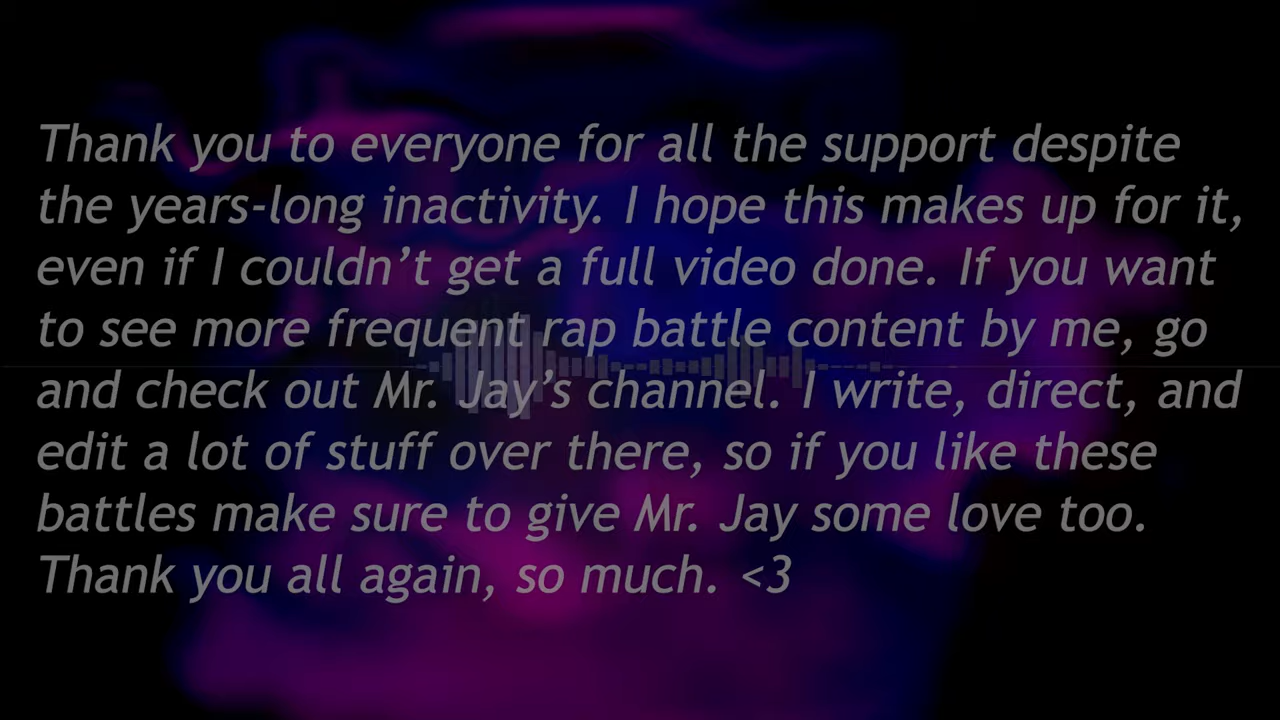 Thank you to everyone for all the support despite
the years-long inactivity. I hope this makes up for it,
even if I couldn’t get a full video done. If you want
to see more frequent rap battle content by me, go
and check out Mr. Jay’s channel. I write, direct, and
edit a lot of stuff over there, so if you like these
battles make sure to give Mr. Jay some love too.
Thank you all again, so much. <3